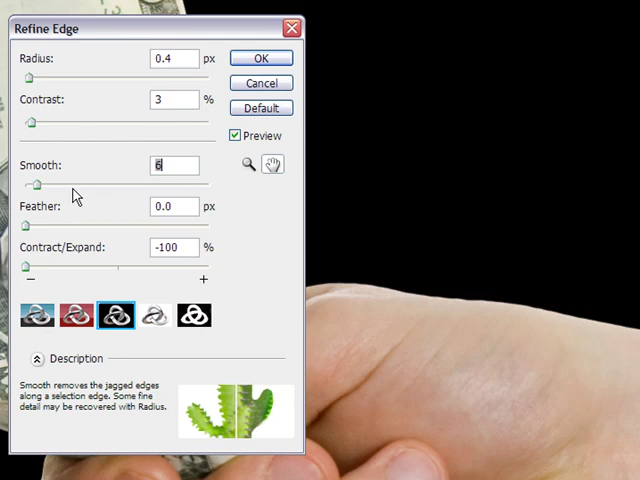 Refine Edge
Radius: 0.4 px
OK
Cancel
Contrast: 3 %
Default
Preview
Smooth: 6
Feather: 0.0 px
Contract/Expand: -100 %
− +
Description
Smooth removes the jagged edges
along a selection edge. Some fine
detail may be recovered with Radius.